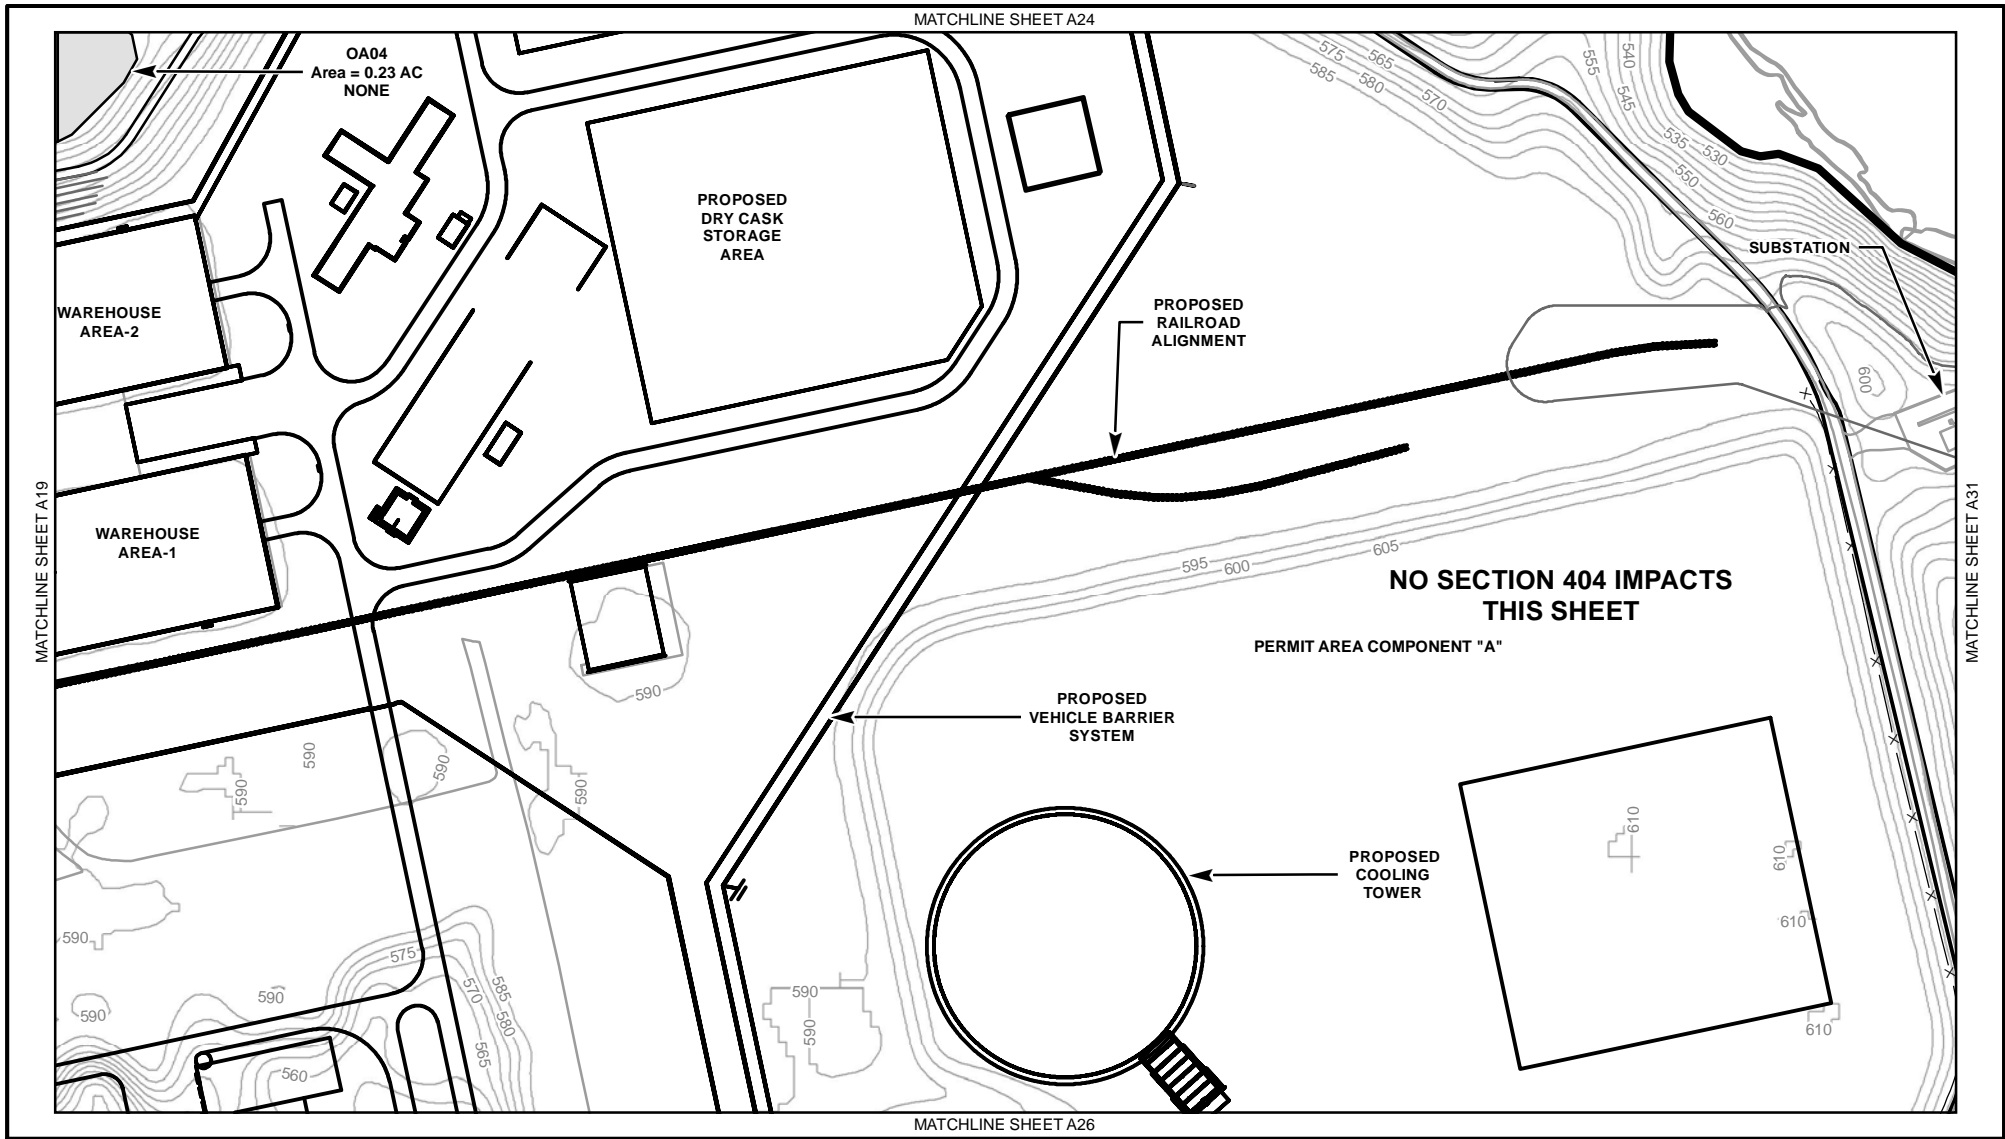 MATCHLINE SHEET A24
OA04
Area = 0.23 AC
NONE
575
565
585
580
570
555
540
545
535
530
550
560
SUBSTATION
PROPOSED
DRY CASK
STORAGE
AREA
WAREHOUSE
AREA-2
PROPOSED
RAILROAD
ALIGNMENT
600
MATCHLINE SHEET A19
MATCHLINE SHEET A31
WAREHOUSE
AREA-1
595
600
605
NO SECTION 404 IMPACTS
THIS SHEET
PERMIT AREA COMPONENT "A"
590
PROPOSED
VEHICLE BARRIER
SYSTEM
590
590
590
590
610
610
610
610
PROPOSED
COOLING
TOWER
590
575
570
585
580
565
590
590
560
590
590
MATCHLINE SHEET A26